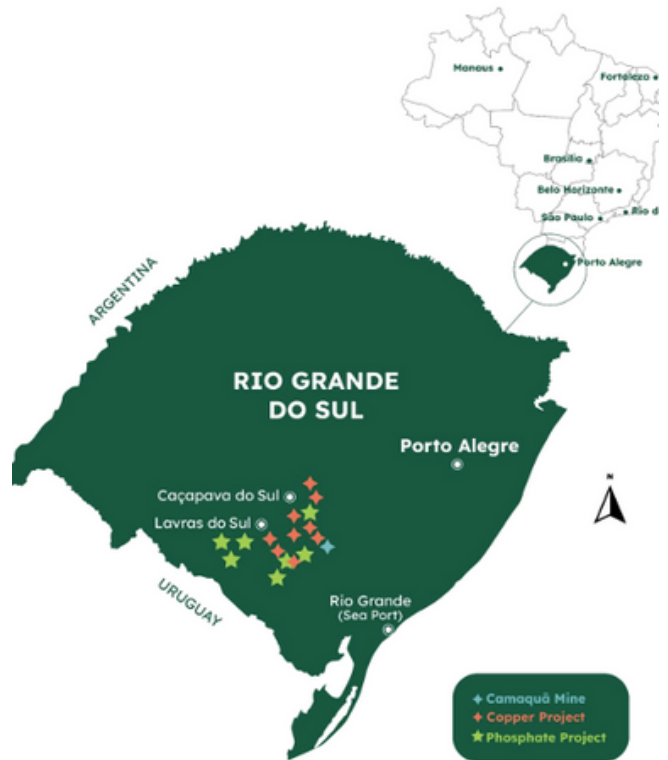 Manaus
Fortaleza
Brasília
Belo Horizonte
São Paulo
Rio d
Porto Alegre
ARGENTINA
RIO GRANDE
DO SUL
Porto Alegre
Caçapava do Sul
N
Lavras do Sul
URUGUAY
Rio Grande
(Sea Port)
Camaquã Mine
Copper Project
Phosphate Project